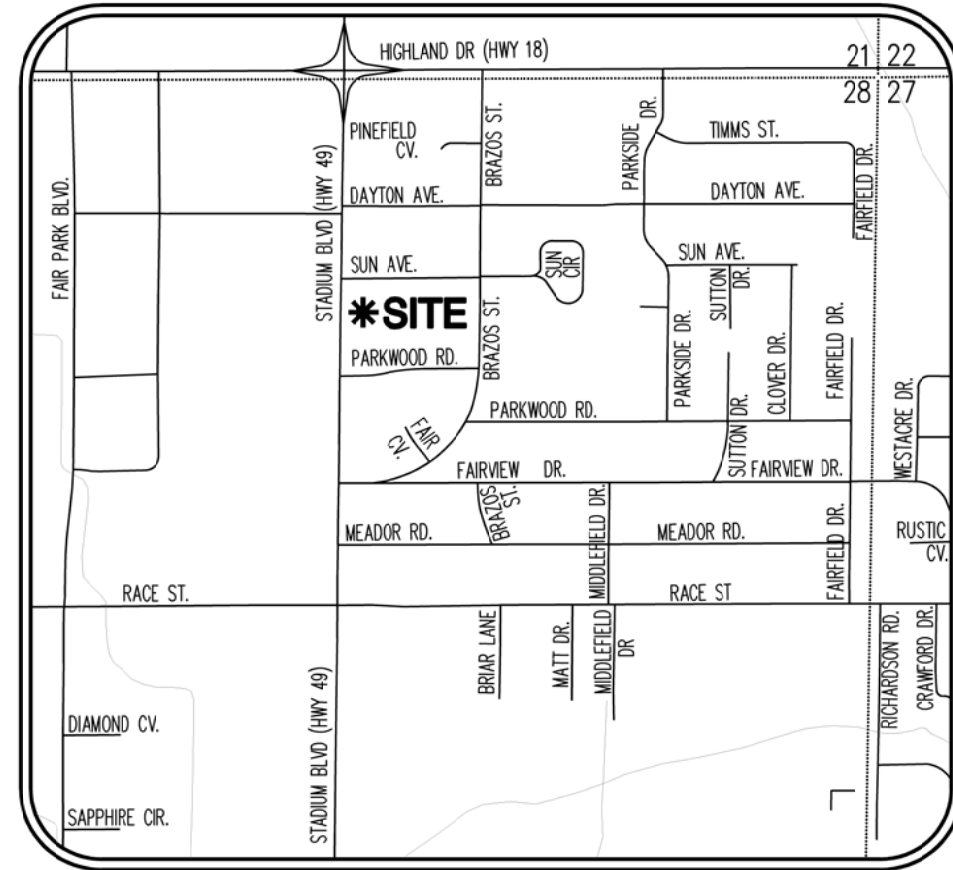 HIGHLAND DR (HWY 18)
21 22
28 27
PINEFIELD
CV.
BRAZOS ST.
PARKSIDE DR.
TIMMS ST.
FAIR PARK BLVD.
STADIUM BLVD (HWY 49)
DAYTON AVE.
DAYTON AVE.
FAIRFIELD DR.
SUN AVE.
SUN
CIR
SUN AVE.
SUTTON
DR.
✱SITE
BRAZOS ST.
PARKSIDE DR.
CLOVER DR.
FAIRFIELD DR.
PARKWOOD RD.
PARKWOOD RD.
SUTTON DR.
WESTACRE DR.
FAIR
CV.
FAIRVIEW DR.
FAIRVIEW DR.
BRAZOS
ST.
MIDDLEFIELD DR.
MEADOR RD.
MEADOR RD.
FAIRFIELD DR.
RUSTIC
CV.
RACE ST.
RACE ST
BRIAR LANE
MATT DR.
MIDDLEFIELD
DR
RICHARDSON RD.
CRAWFORD DR.
STADIUM BLVD (HWY 49)
DIAMOND CV.
SAPPHIRE CIR.